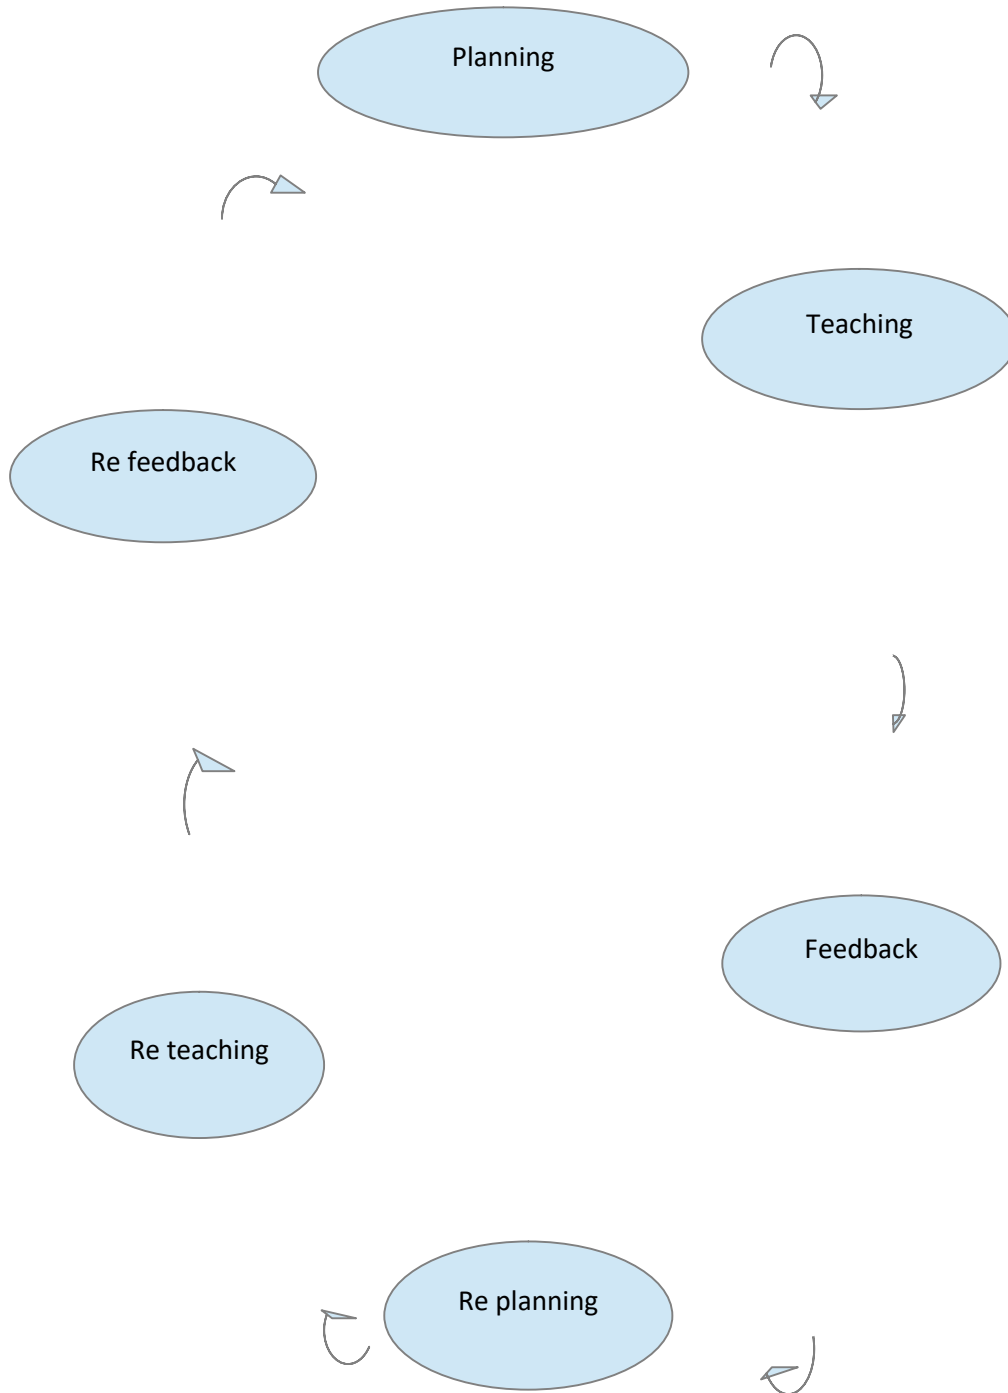 Planning
Teaching
Feedback
Re planning
Re teaching
Re feedback